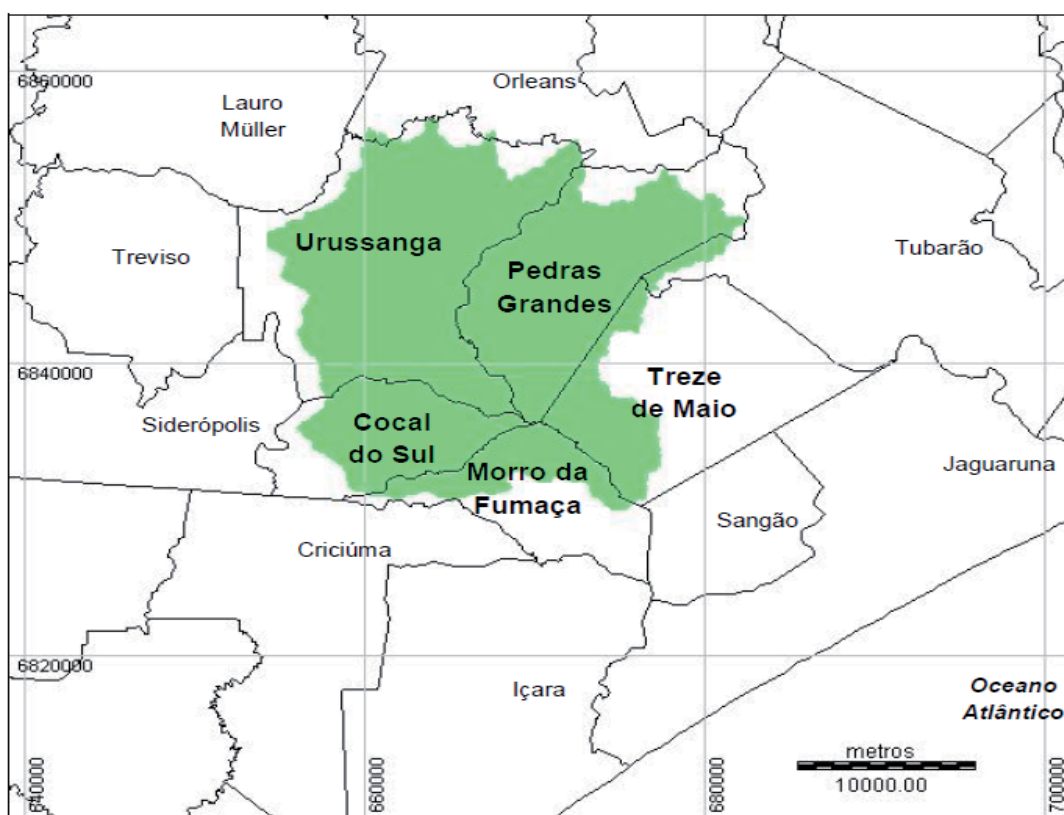 6860000
Orleans
Lauro
Müller
Urussanga
Treviso
Pedras
Grandes
Tubarão
6840000
Treze
de Maio
Siderópolis
Cocal
do Sul
Morro da
Fumaça
Jaguaruna
Sangão
Criciúma
6820000
Içara
Oceano
Atlântico
metros
10000.00
640000
660000
680000
700000